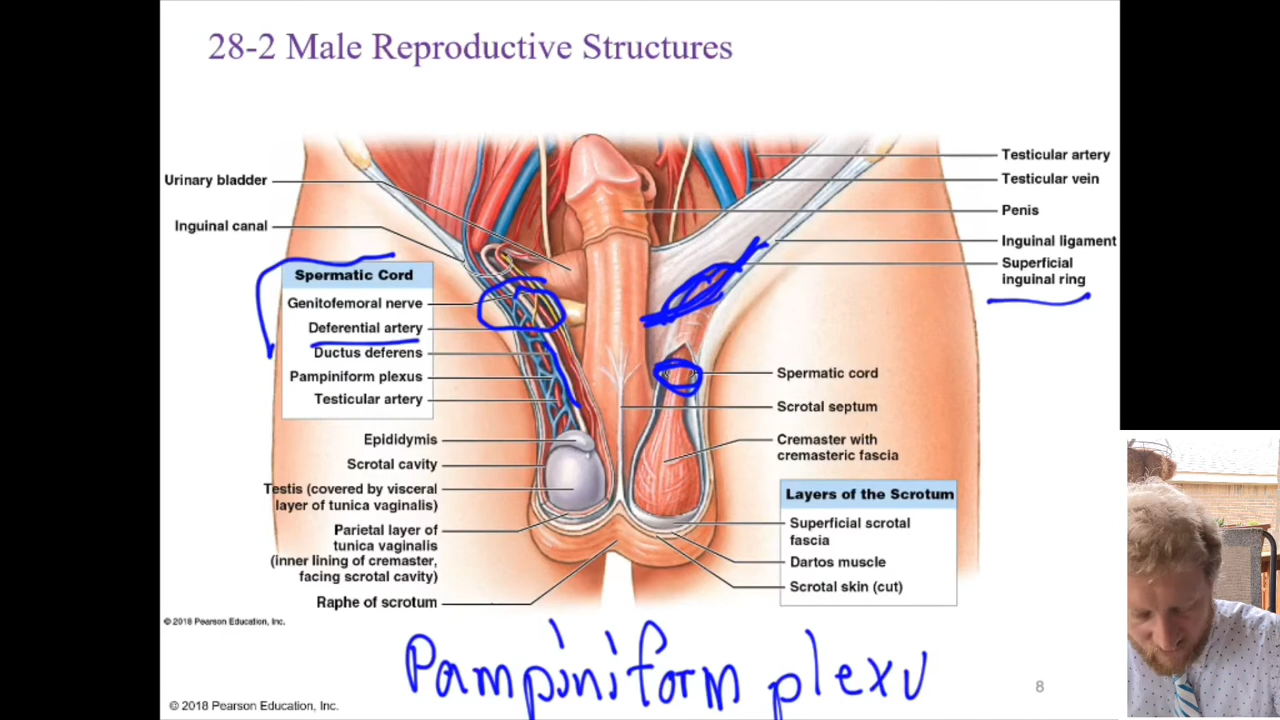 28-2 Male Reproductive Structures
Urinary bladder
Inguinal canal
Spermatic Cord
Genitofemoral nerve
Deferential artery
Ductus deferens
Pampiniform plexus
Testicular artery
Epididymis
Scrotal cavity
Testis (covered by visceral
layer of tunica vaginalis)
Parietal layer of
tunica vaginalis
(inner lining of cremaster,
facing scrotal cavity)
Raphe of scrotum
© 2018 Pearson Education, Inc.
Testicular artery
Testicular vein
Penis
Inguinal ligament
Superficial
inguinal ring
Spermatic cord
Scrotal septum
Cremaster with
cremasteric fascia
Layers of the Scrotum
Superficial scrotal
fascia
Dartos muscle
Scrotal skin (cut)
Pampiniform plexu
© 2018 Pearson Education, Inc.
8